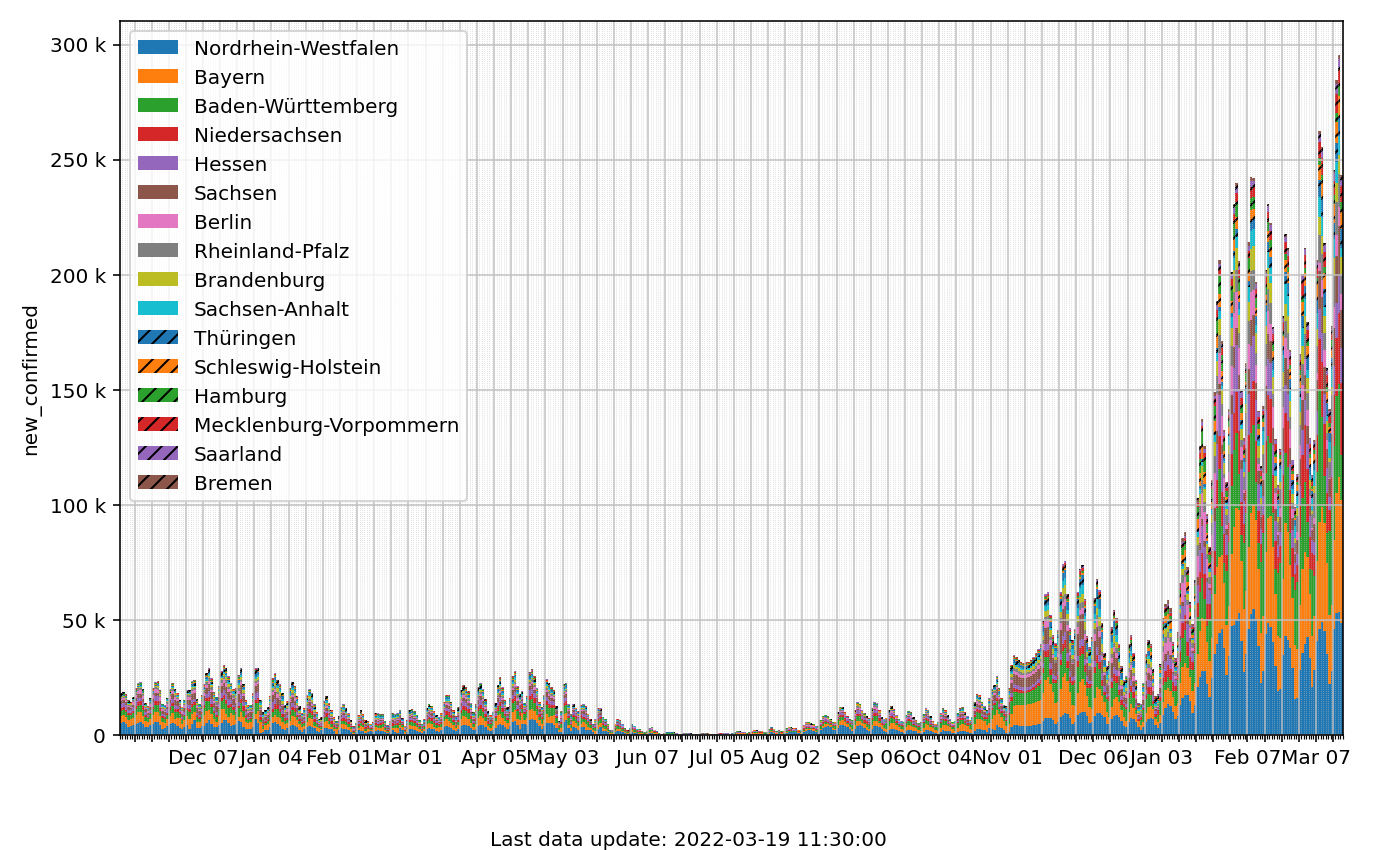 300 k
250 k
200 k
150 k
100 k
50 k
0
new_confirmed
Nordrhein-Westfalen
Bayern
Baden-Württemberg
Niedersachsen
Hessen
Sachsen
Berlin
Rheinland-Pfalz
Brandenburg
Sachsen-Anhalt
Thüringen
Schleswig-Holstein
Hamburg
Mecklenburg-Vorpommern
Saarland
Bremen
Dec 07 Jan 04 Feb 01 Mar 01 Apr 05 May 03 Jun 07 Jul 05 Aug 02 Sep 06 Oct 04 Nov 01 Dec 06 Jan 03 Feb 07 Mar 07
Last data update: 2022-03-19 11:30:00